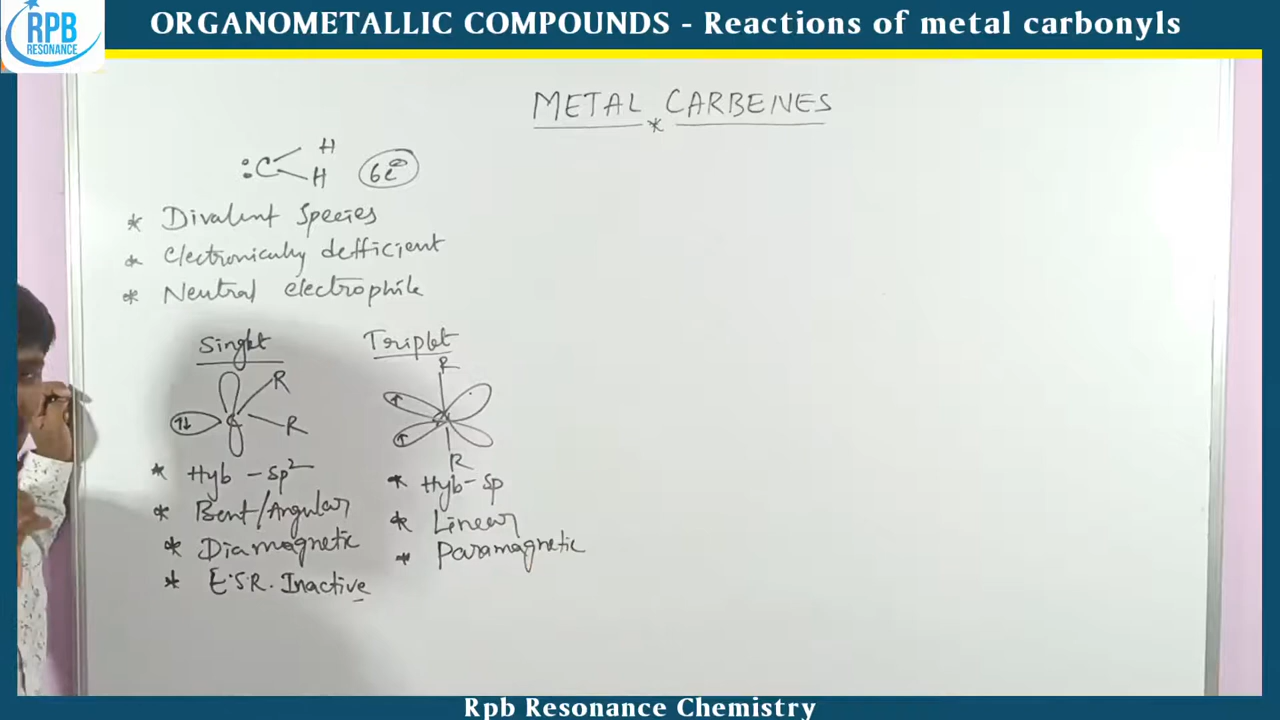 RPB
RESONANCE
ORGANOMETALLIC COMPOUNDS - Reactions of metal carbonyls
METAL CARBENES
*
:C H H 6e⊖
* Divalent Species
* Electronically defficient
* Neutral electrophile
Singlet
R
R
↑↓ C
* Hyb - sp²
* Bent/Angular
* Diamagnetic
* E.S.R. Inactive
Triplet
R
↑
↑ C
R
* Hyb - sp
* Linear
* Paramagnetic
Rpb Resonance Chemistry